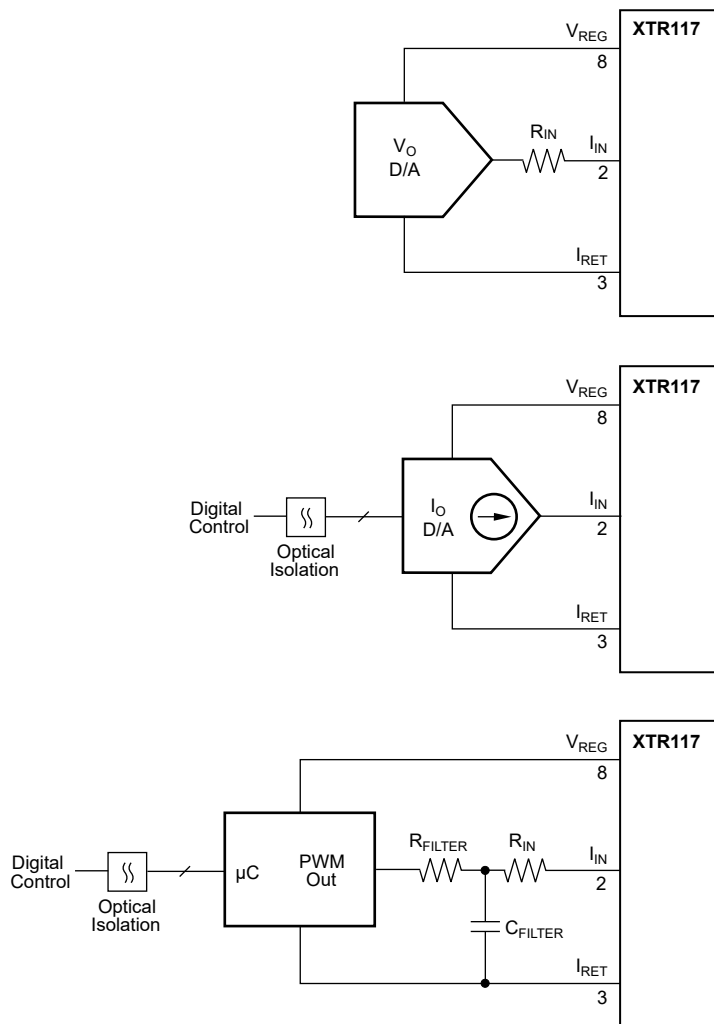 V_REG
XTR117
8
V_O
D/A
R_IN
I_IN
2
I_RET
3
V_REG
XTR117
8
Digital
Control
Optical
Isolation
I_O
D/A
I_IN
2
I_RET
3
V_REG
XTR117
8
Digital
Control
Optical
Isolation
µC
PWM
Out
R_FILTER
R_IN
I_IN
2
C_FILTER
I_RET
3